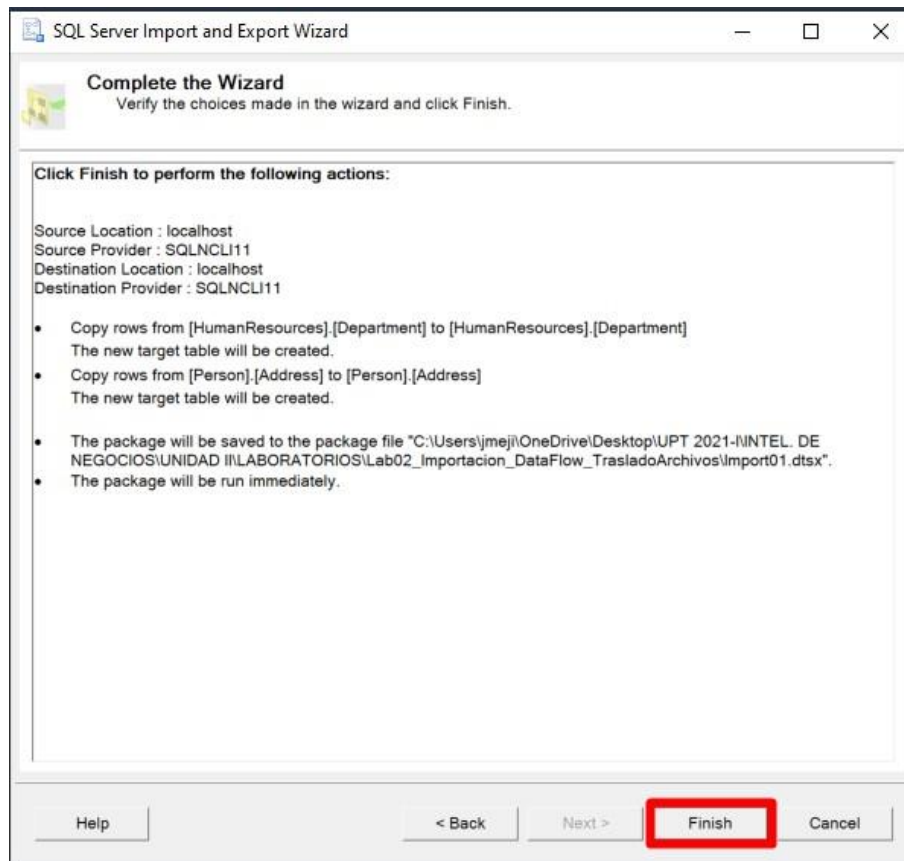 SQL Server Import and Export Wizard
Complete the Wizard
Verify the choices made in the wizard and click Finish.
Click Finish to perform the following actions:
Source Location : localhost
Source Provider : SQLNCLI11
Destination Location : localhost
Destination Provider : SQLNCLI11
• Copy rows from [HumanResources].[Department] to [HumanResources].[Department]
The new target table will be created.
• Copy rows from [Person].[Address] to [Person].[Address]
The new target table will be created.
• The package will be saved to the package file "C:\Users\jmeji\OneDrive\Desktop\UPT 2021-I\INTEL. DE
NEGOCIOS\UNIDAD II\LABORATORIOS\Lab02_Importacion_DataFlow_TrasladoArchivos\Import01.dtsx".
• The package will be run immediately.
Help < Back Next > Finish Cancel